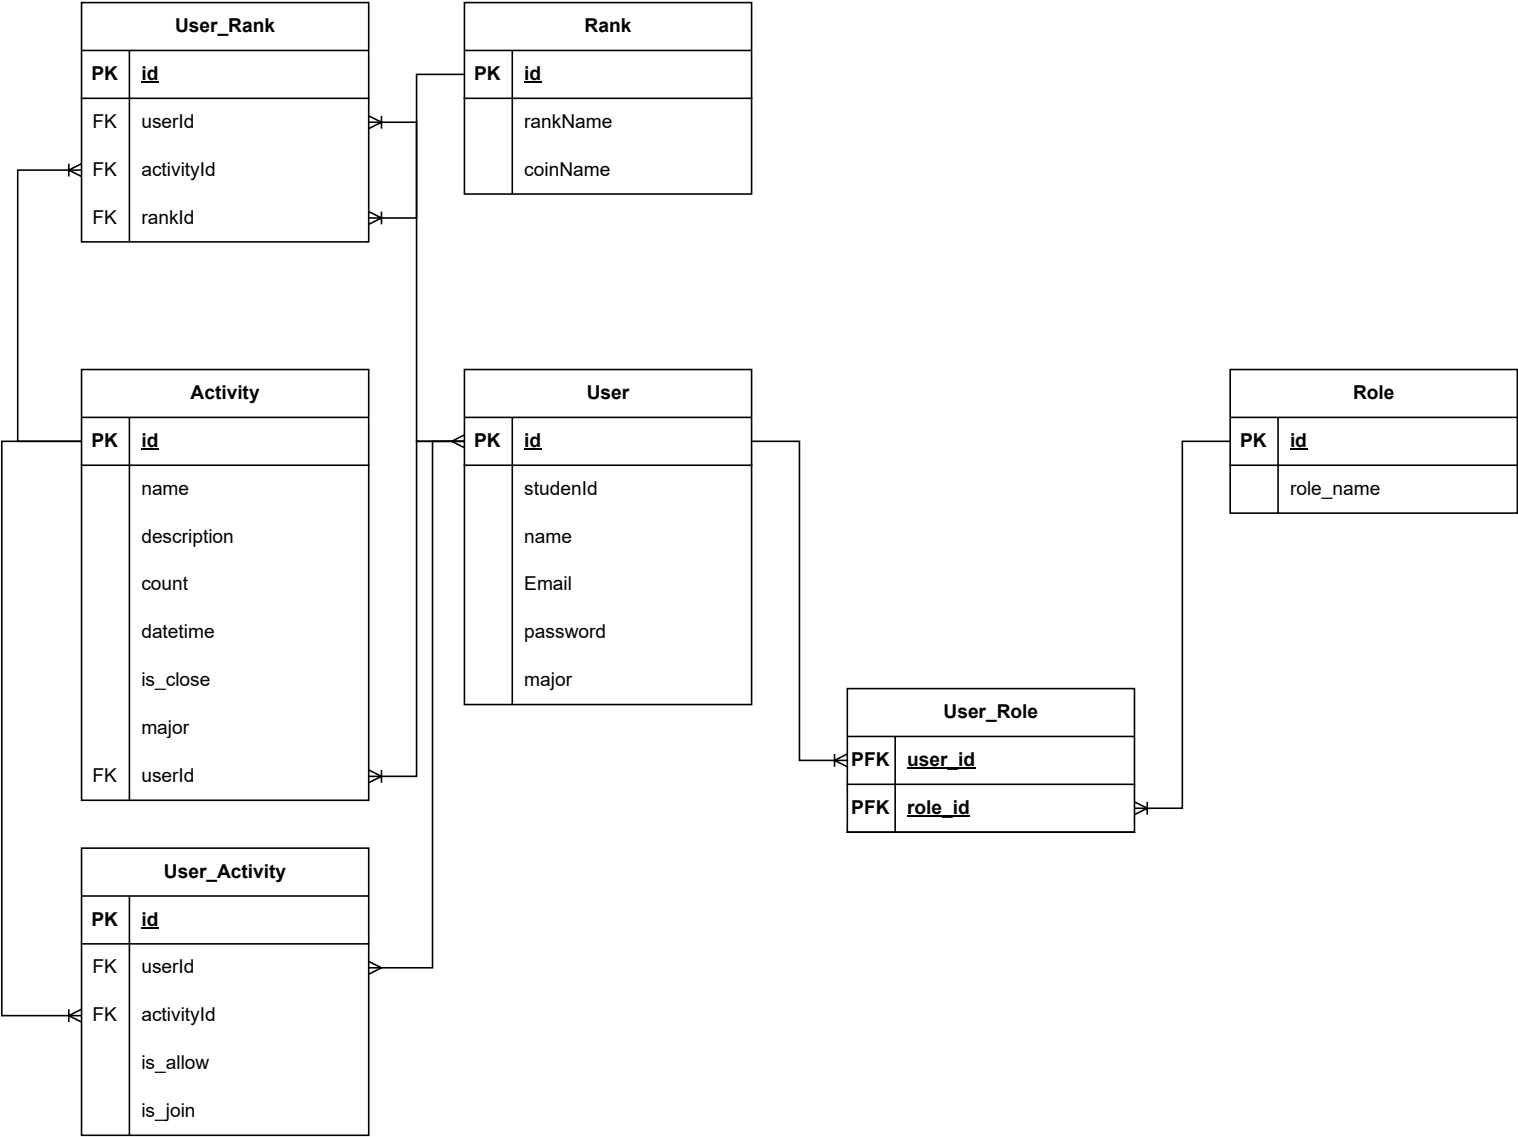 User_Rank
PK id
FK userId
FK activityId
FK rankId
Rank
PK id
rankName
coinName
Activity
PK id
name
description
count
datetime
is_close
major
FK userId
User
PK id
studenId
name
Email
password
major
Role
PK id
role_name
User_Role
PFK user_id
PFK role_id
User_Activity
PK id
FK userId
FK activityId
is_allow
is_join